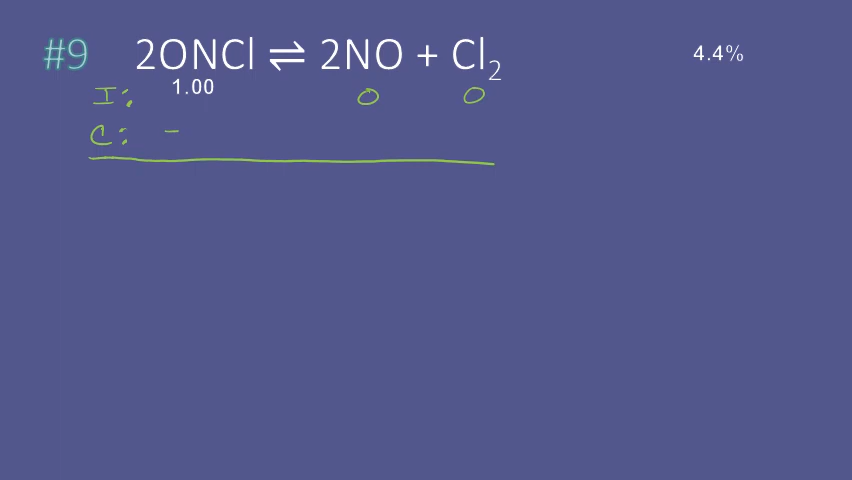 #9 2ONCl ⇌ 2NO + Cl₂ 4.4%
I: 1.00 0 0
C: -